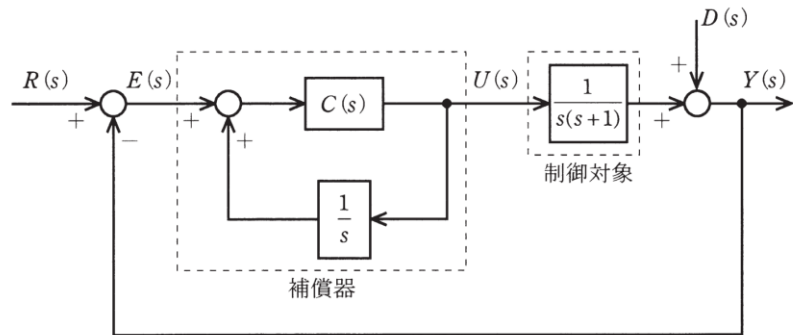 D(s)
R(s)
E(s)
U(s)
Y(s)
+
−
+
+
C(s)
1/s
補償器
1/(s(s+1))
制御対象
+
+